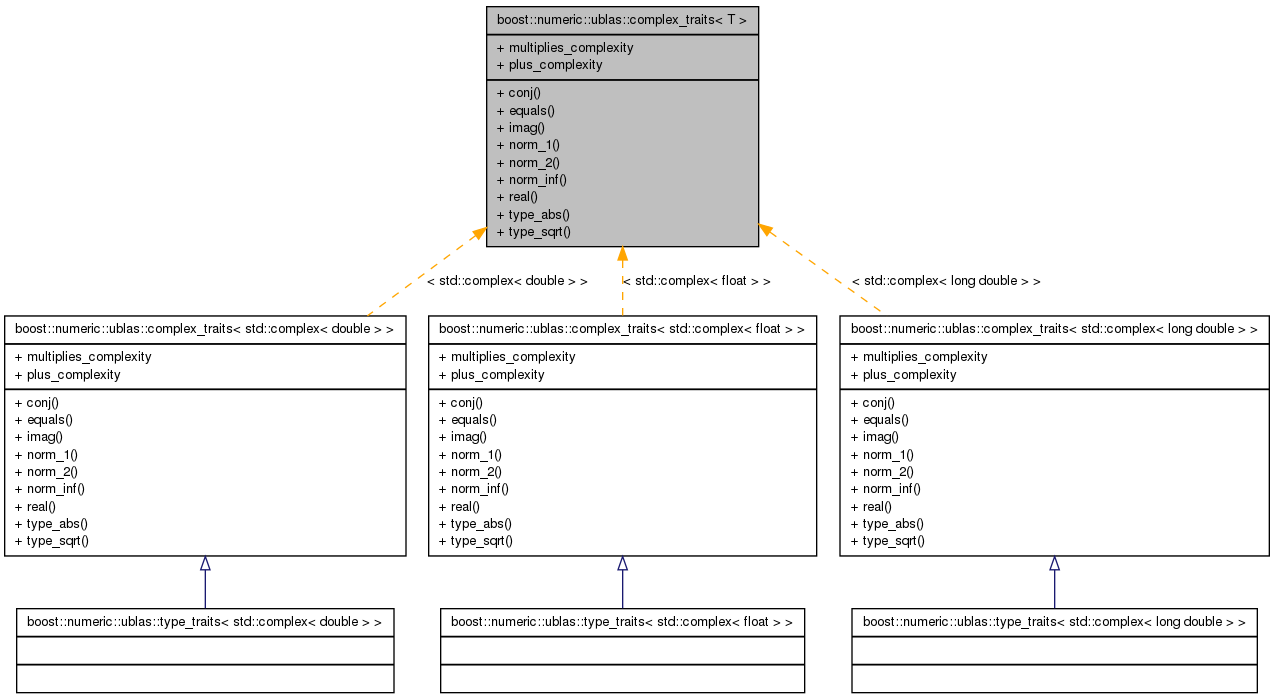 boost::numeric::ublas::complex_traits< T >
+ multiplies_complexity
+ plus_complexity
+ conj()
+ equals()
+ imag()
+ norm_1()
+ norm_2()
+ norm_inf()
+ real()
+ type_abs()
+ type_sqrt()
< std::complex< double > >
< std::complex< float > >
< std::complex< long double > >
boost::numeric::ublas::complex_traits< std::complex< double > >
+ multiplies_complexity
+ plus_complexity
+ conj()
+ equals()
+ imag()
+ norm_1()
+ norm_2()
+ norm_inf()
+ real()
+ type_abs()
+ type_sqrt()
boost::numeric::ublas::complex_traits< std::complex< float > >
+ multiplies_complexity
+ plus_complexity
+ conj()
+ equals()
+ imag()
+ norm_1()
+ norm_2()
+ norm_inf()
+ real()
+ type_abs()
+ type_sqrt()
boost::numeric::ublas::complex_traits< std::complex< long double > >
+ multiplies_complexity
+ plus_complexity
+ conj()
+ equals()
+ imag()
+ norm_1()
+ norm_2()
+ norm_inf()
+ real()
+ type_abs()
+ type_sqrt()
boost::numeric::ublas::type_traits< std::complex< double > >
boost::numeric::ublas::type_traits< std::complex< float > >
boost::numeric::ublas::type_traits< std::complex< long double > >